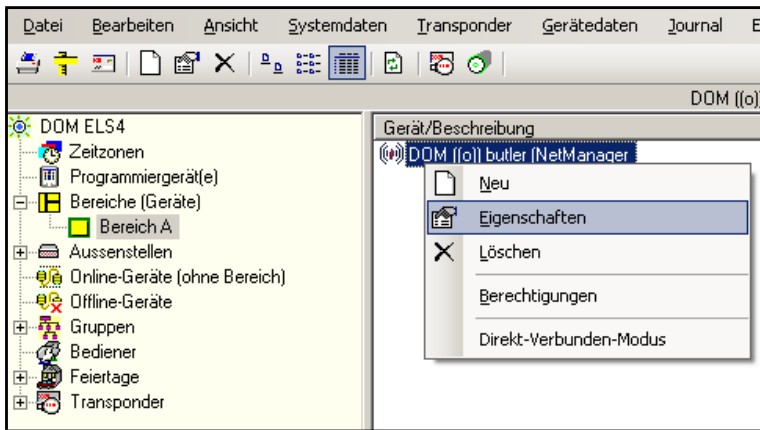 Datei Bearbeiten Ansicht Systemdaten Transponder Gerätedaten Journal E
DOM ((o))
DOM ELS4
Zeitzonen
Programmiergerät(e)
Bereiche (Geräte)
Bereich A
Aussenstellen
Online-Geräte (ohne Bereich)
Offline-Geräte
Gruppen
Bediener
Feiertage
Transponder
Gerät/Beschreibung
DOM ((o)) butler (NetManager
Neu
Eigenschaften
Löschen
Berechtigungen
Direkt-Verbunden-Modus